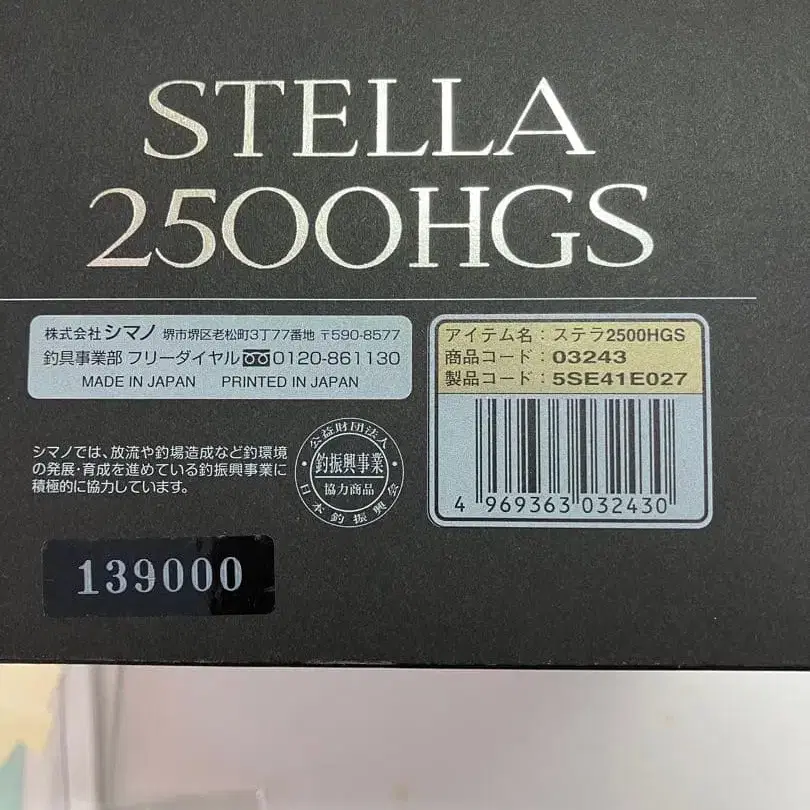 STELLA
2500HGS
株式会社 シマノ 堺市堺区老松町3丁77番地 〒590-8577
釣具事業部 フリーダイヤル 0120-861130
MADE IN JAPAN PRINTED IN JAPAN
アイテム名：ステラ2500HGS
商品コード：03243
製品コード：5SE41E027
4 969363 032430
シマノでは、放流や釣場造成など釣環境
の発展・育成を進めている釣振興事業に
積極的に協力しています。
公益財団法人
釣振興事業
協力商品
日本釣振興会
139000